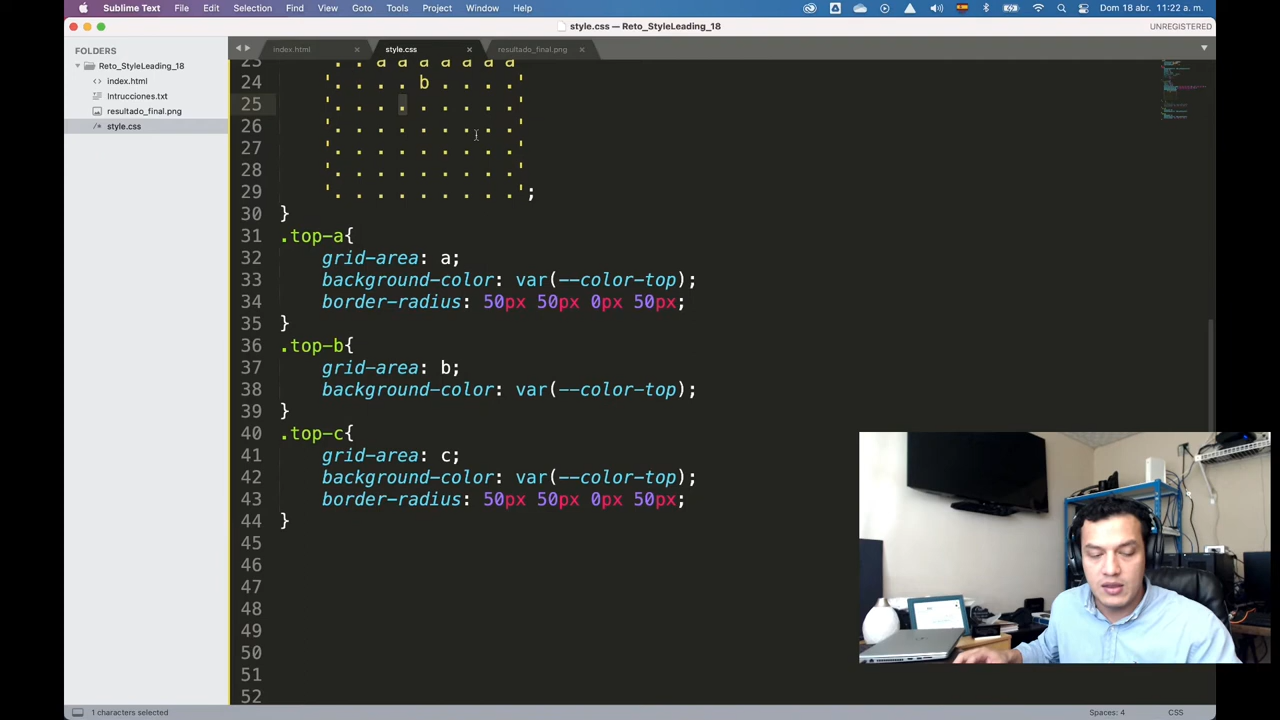 Sublime Text File Edit Selection Find View Goto Tools Project Window Help Dom 18 abr. 11:22 a. m.
style.css — Reto_StyleLeading_18 UNREGISTERED
FOLDERS
Reto_StyleLeading_18
index.html
Intrucciones.txt
resultado_final.png
style.css
index.html style.css resultado_final.png
23 '. . a a a a a a a'
24 '. . . . b . . . .'
25 '. . . . . . . . .'
26 '. . . . . . . . .'
27 '. . . . . . . . .'
28 '. . . . . . . . .'
29 '. . . . . . . . .';
30 }
31 .top-a{
32 grid-area: a;
33 background-color: var(--color-top);
34 border-radius: 50px 50px 0px 50px;
35 }
36 .top-b{
37 grid-area: b;
38 background-color: var(--color-top);
39 }
40 .top-c{
41 grid-area: c;
42 background-color: var(--color-top);
43 border-radius: 50px 50px 0px 50px;
44 }
45
46
47
48
49
50
51
52
1 characters selected Spaces: 4 CSS